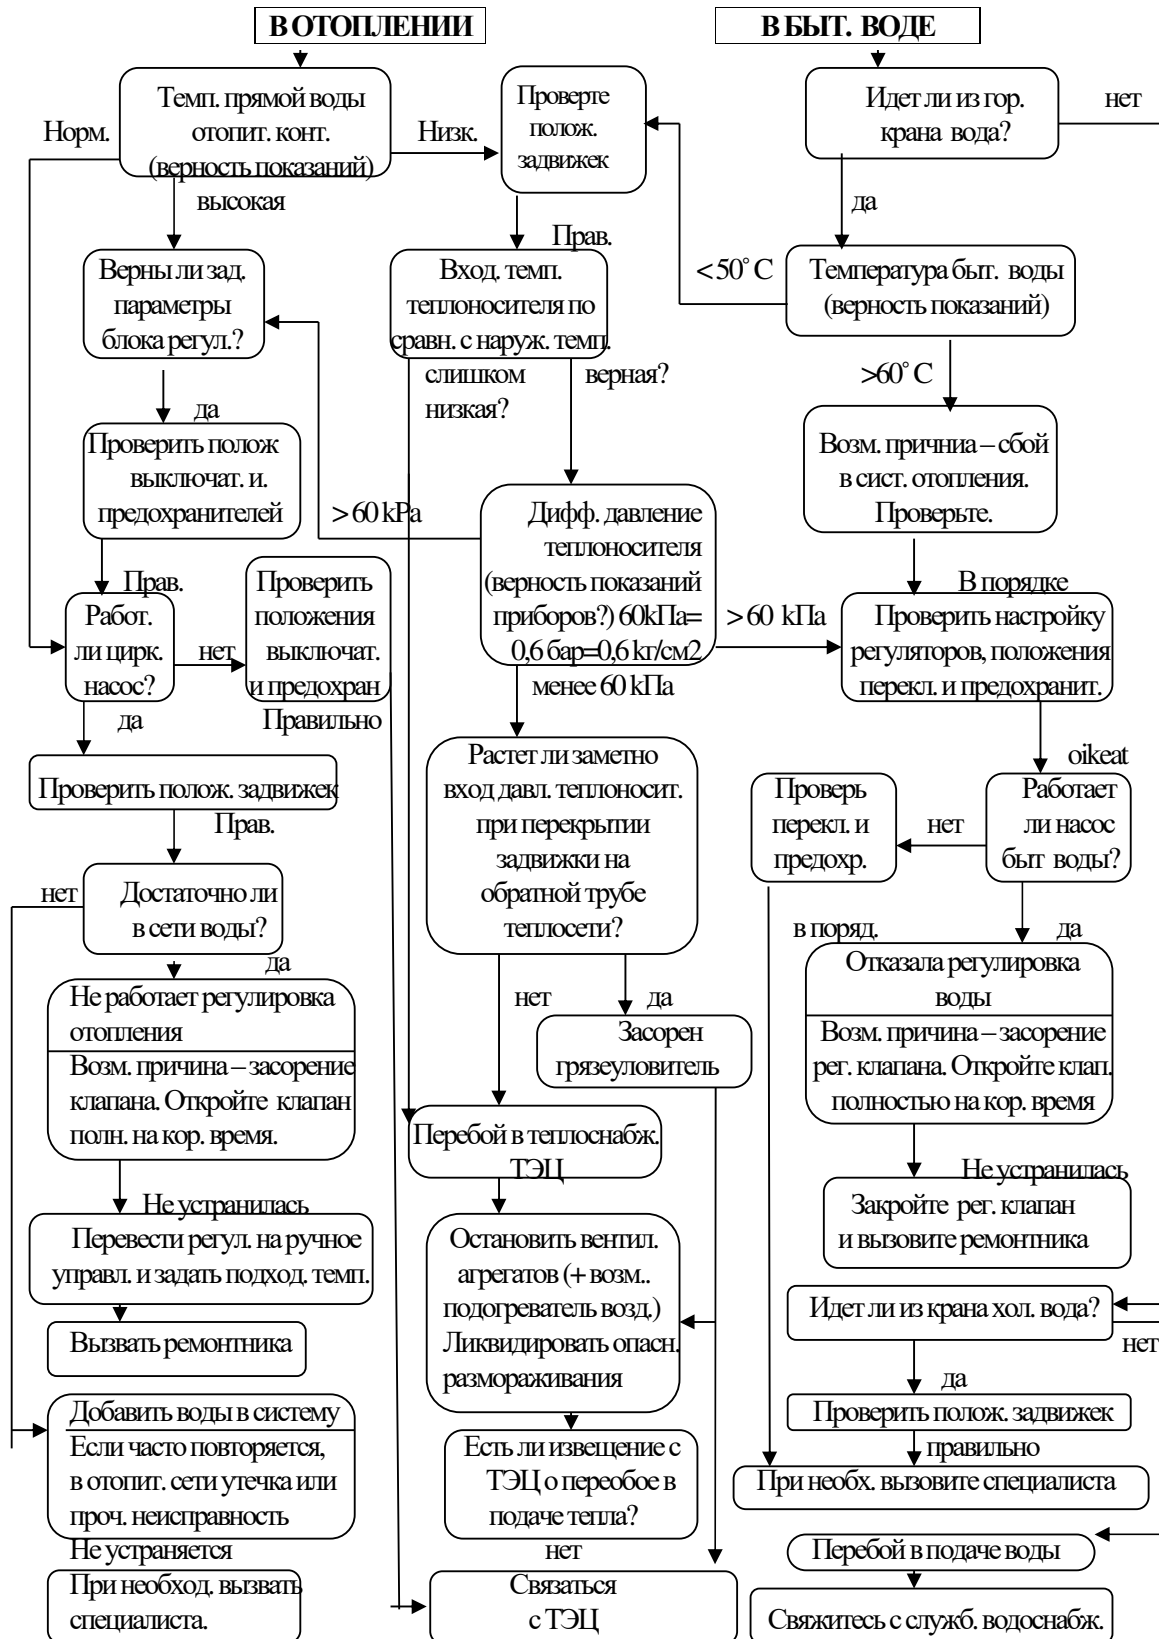 В ОТОПЛЕНИИ
В БЫТ. ВОДЕ
Темп. прямой воды
отопит. конт.
(верность показаний)
Норм.
Низк.
высокая
Проверте
полож.
задвижек
Прав.
Идет ли из гор.
крана вода?
нет
да
Верны ли зад.
параметры
блока регул.?
да
Вход. темп.
теплоносителя по
сравн. с наруж. темп.
слишком
низкая?
верная?
< 50° C
Температура быт. воды
(верность показаний)
>60° C
Проверить полож
выключат. и.
предохранителей
Прав.
> 60 kPa
Дифф. давление
теплоносителя
(верность показаний
приборов?) 60кПа=
0,6 бар=0,6 кг/см2
> 60 кПа
менее 60 кПа
Возм. причниа – сбой
в сист. отопления.
Проверьте.
В порядке
Работ.
ли цирк.
насос?
нет
да
Проверить
положения
выключат.
и предохран
Правильно
Проверить настройку
регуляторов, положения
перекл. и предохранит.
oikeat
Проверить полож. задвижек
Прав.
Растет ли заметно
вход давл. теплоносит.
при перекрытии
задвижки на
обратной трубе
теплосети?
нет
да
Проверь
перекл. и
предохр.
нет
Работает
ли насос
быт воды?
в поряд.
да
нет
Достаточно ли
в сети воды?
да
Не работает регулировка
отопления
Возм. причина – засорение
клапана. Откройте клапан
полн. на кор. время.
Не устранилась
Засорен
грязеуловитель
Отказала регулировка
воды
Возм. причина – засорение
рег. клапана. Откройте клап.
полностью на кор. время
Не устранилась
Перебой в теплоснабж.
ТЭЦ
Перевести регул. на ручное
управл. и задать подход. темп.
Вызвать ремонтника
Остановить вентил.
агрегатов (+ возм..
подогреватель возд.)
Ликвидировать опасн.
размораживания
Закройте рег. клапан
и вызовите ремонтника
Идет ли из крана хол. вода?
нет
да
Проверить полож. задвижек
правильно
При необх. вызовите специалиста
Добавить воды в систему
Если часто повторяется,
в отопит. сети утечка или
проч. неисправность
Не устраняется
При необход. вызвать
специалиста.
Есть ли извещение с
ТЭЦ о переобое в
подаче тепла?
нет
Связаться
с ТЭЦ
Перебой в подаче воды
Свяжитесь с служб. водоснабж.